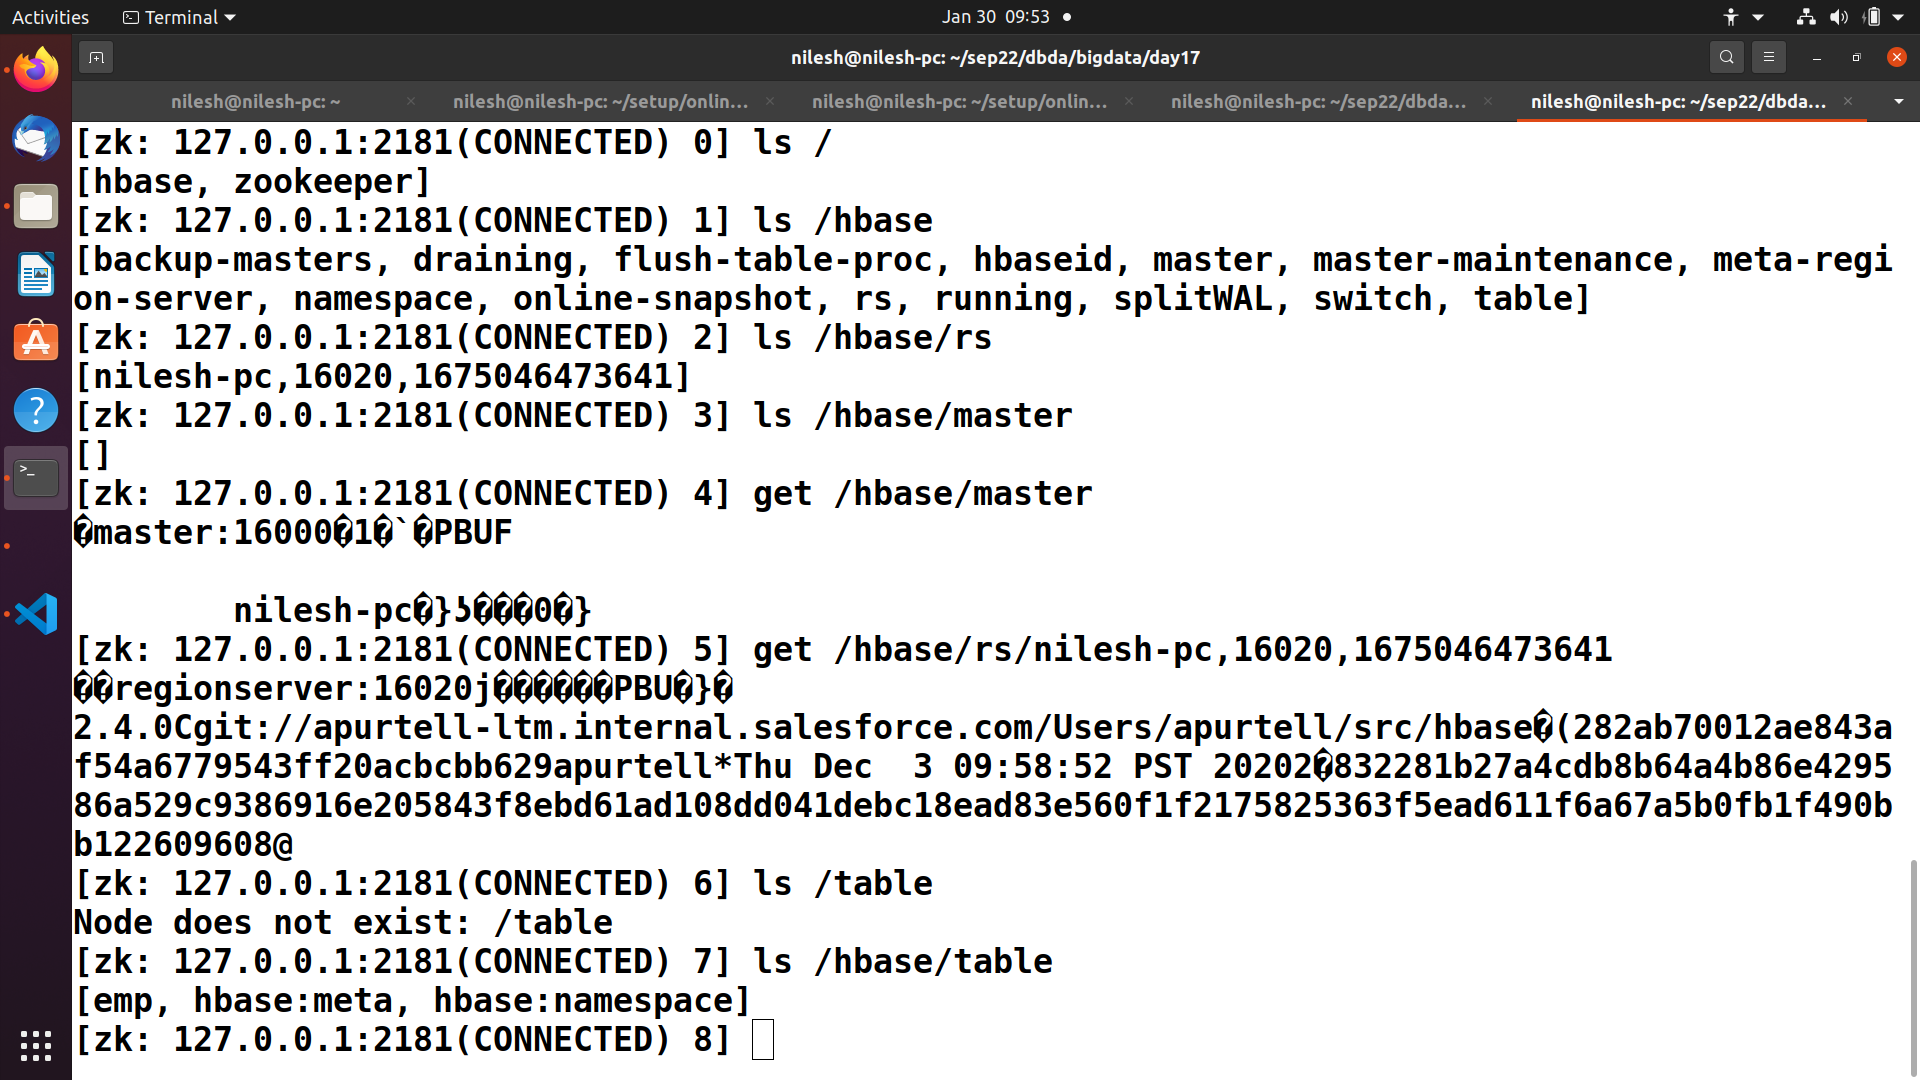 Activities
Terminal
Jan 30 09:53
nilesh@nilesh-pc: ~/sep22/dbda/bigdata/day17
nilesh@nilesh-pc: ~
nilesh@nilesh-pc: ~/setup/onlin...
nilesh@nilesh-pc: ~/setup/onlin...
nilesh@nilesh-pc: ~/sep22/dbda...
nilesh@nilesh-pc: ~/sep22/dbda...
[zk: 127.0.0.1:2181(CONNECTED) 0] ls /
[hbase, zookeeper]
[zk: 127.0.0.1:2181(CONNECTED) 1] ls /hbase
[backup-masters, draining, flush-table-proc, hbaseid, master, master-maintenance, meta-regi
on-server, namespace, online-snapshot, rs, running, splitWAL, switch, table]
[zk: 127.0.0.1:2181(CONNECTED) 2] ls /hbase/rs
[nilesh-pc,16020,1675046473641]
[zk: 127.0.0.1:2181(CONNECTED) 3] ls /hbase/master
[]
[zk: 127.0.0.1:2181(CONNECTED) 4] get /hbase/master
�master:16000�1�`�PBUF
nilesh-pc�}���0�}
[zk: 127.0.0.1:2181(CONNECTED) 5] get /hbase/rs/nilesh-pc,16020,1675046473641
��regionserver:16020j������PBU�}�
2.4.0Cgit://apurtell-ltm.internal.salesforce.com/Users/apurtell/src/hbase�(282ab70012ae843a
f54a6779543ff20acbcbb629apurtell*Thu Dec  3 09:58:52 PST 20202�832281b27a4cdb8b64a4b86e4295
86a529c9386916e205843f8ebd61ad108dd041debc18ead83e560f1f2175825363f5ead611f6a67a5b0fb1f490b
b122609608@
[zk: 127.0.0.1:2181(CONNECTED) 6] ls /table
Node does not exist: /table
[zk: 127.0.0.1:2181(CONNECTED) 7] ls /hbase/table
[emp, hbase:meta, hbase:namespace]
[zk: 127.0.0.1:2181(CONNECTED) 8]